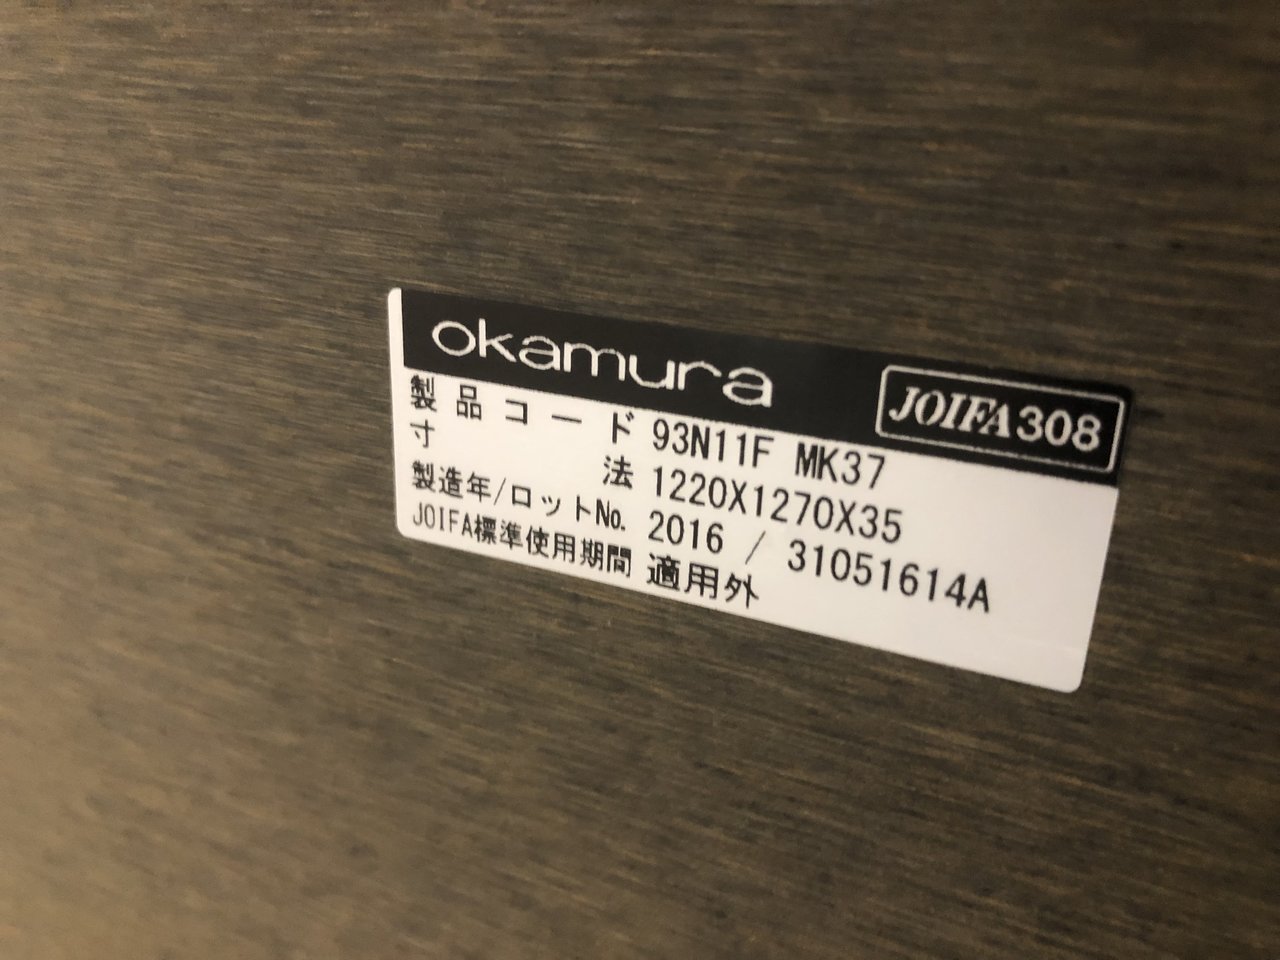 okamura
JOIFA308
製品コード 93N11F MK37
寸法 1220X1270X35
製造年/ロットNo. 2016 / 31051614A
JOIFA標準使用期間 適用外